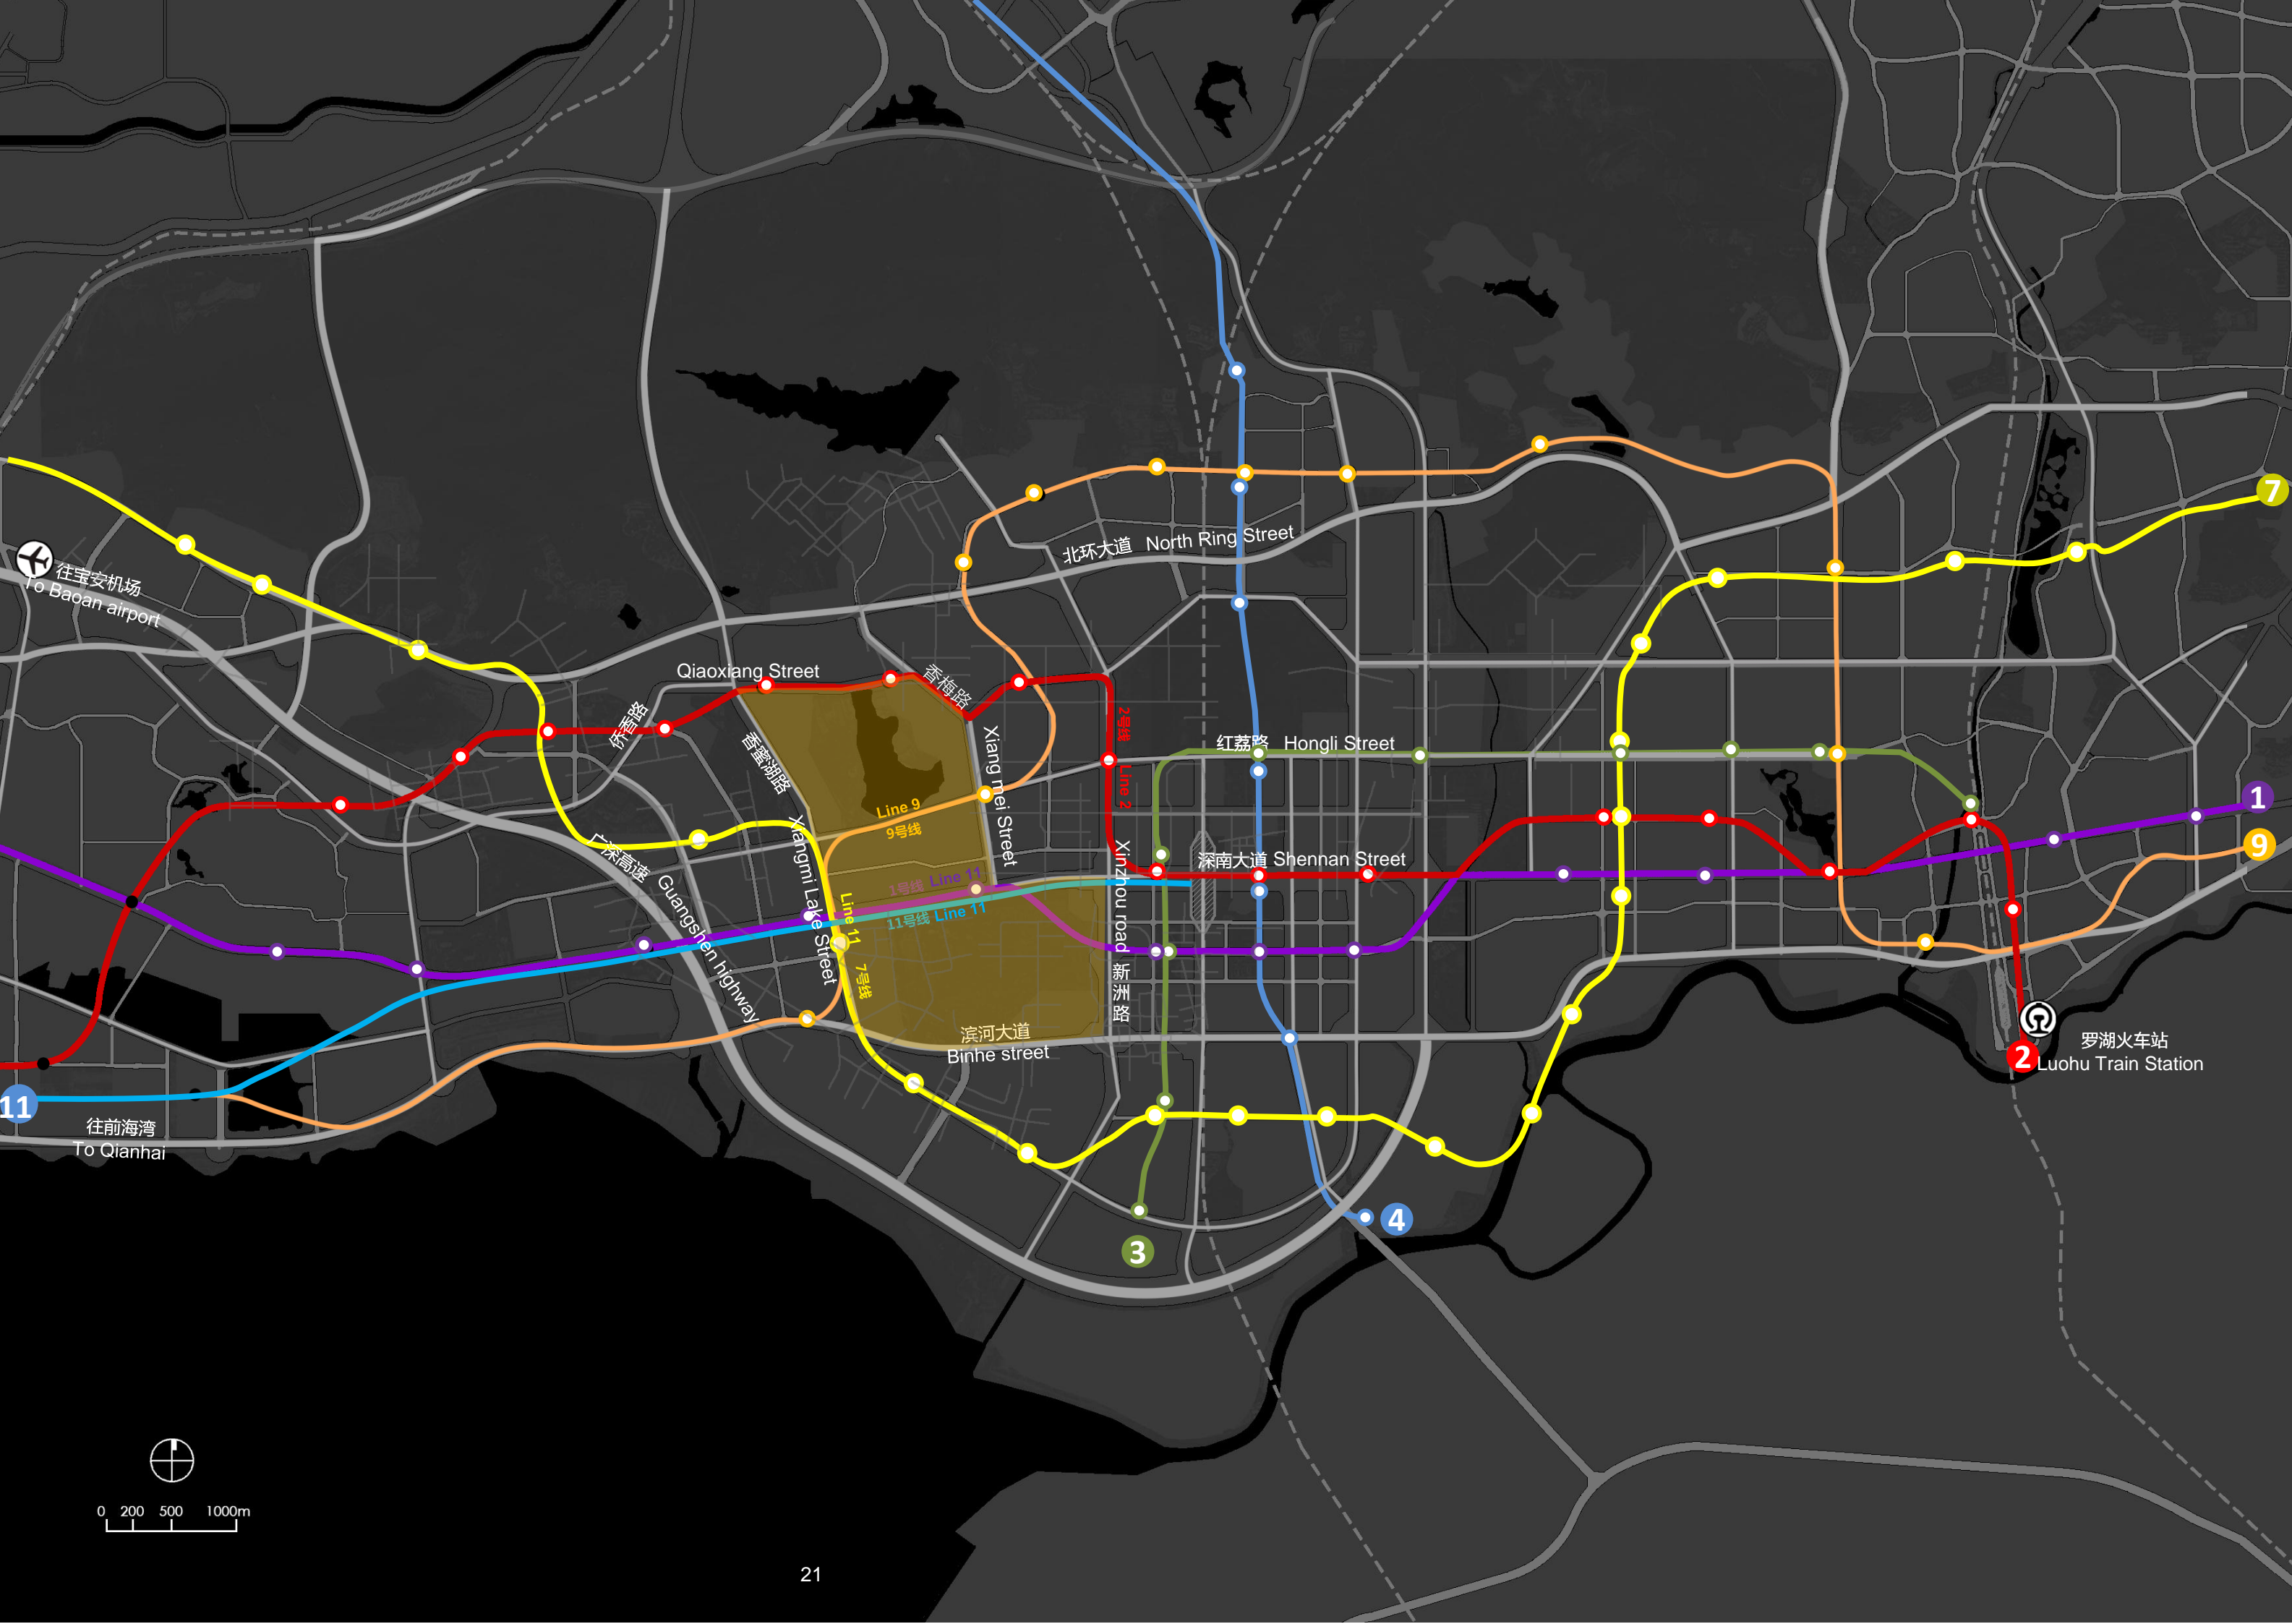 7
往宝安机场
To Baoan airport
北环大道 North Ring Street
Qiaoxiang Street
香梅路
侨香路
香蜜湖路
2号线 Line 2
Xiang mei Street
红荔路 Hongli Street
1
Line 9
9号线
9
广深高速 Guangshen highway
Xiangmi Lake Street
深南大道 Shennan Street
1号线 Line 11
11号线 Line 11
Line 11 7号线
Xinzhou road 新洲路
滨河大道
Binhe street
罗湖火车站
2 Luohu Train Station
11
往前海湾
To Qianhai
4
3
0 200 500 1000m
21